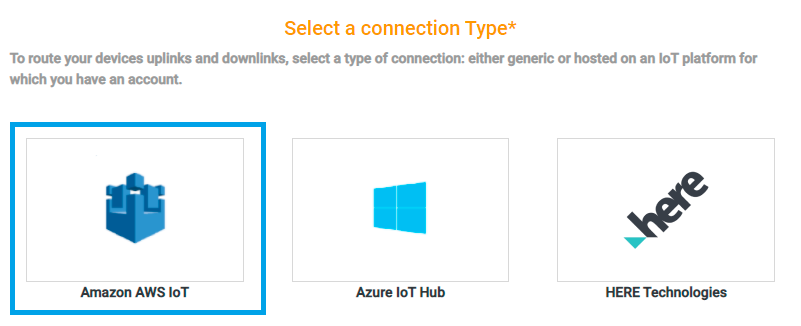 Select a connection Type*
To route your devices uplinks and downlinks, select a type of connection: either generic or hosted on an IoT platform for
which you have an account.
here
Amazon AWS IoT
Azure IoT Hub
HERE Technologies